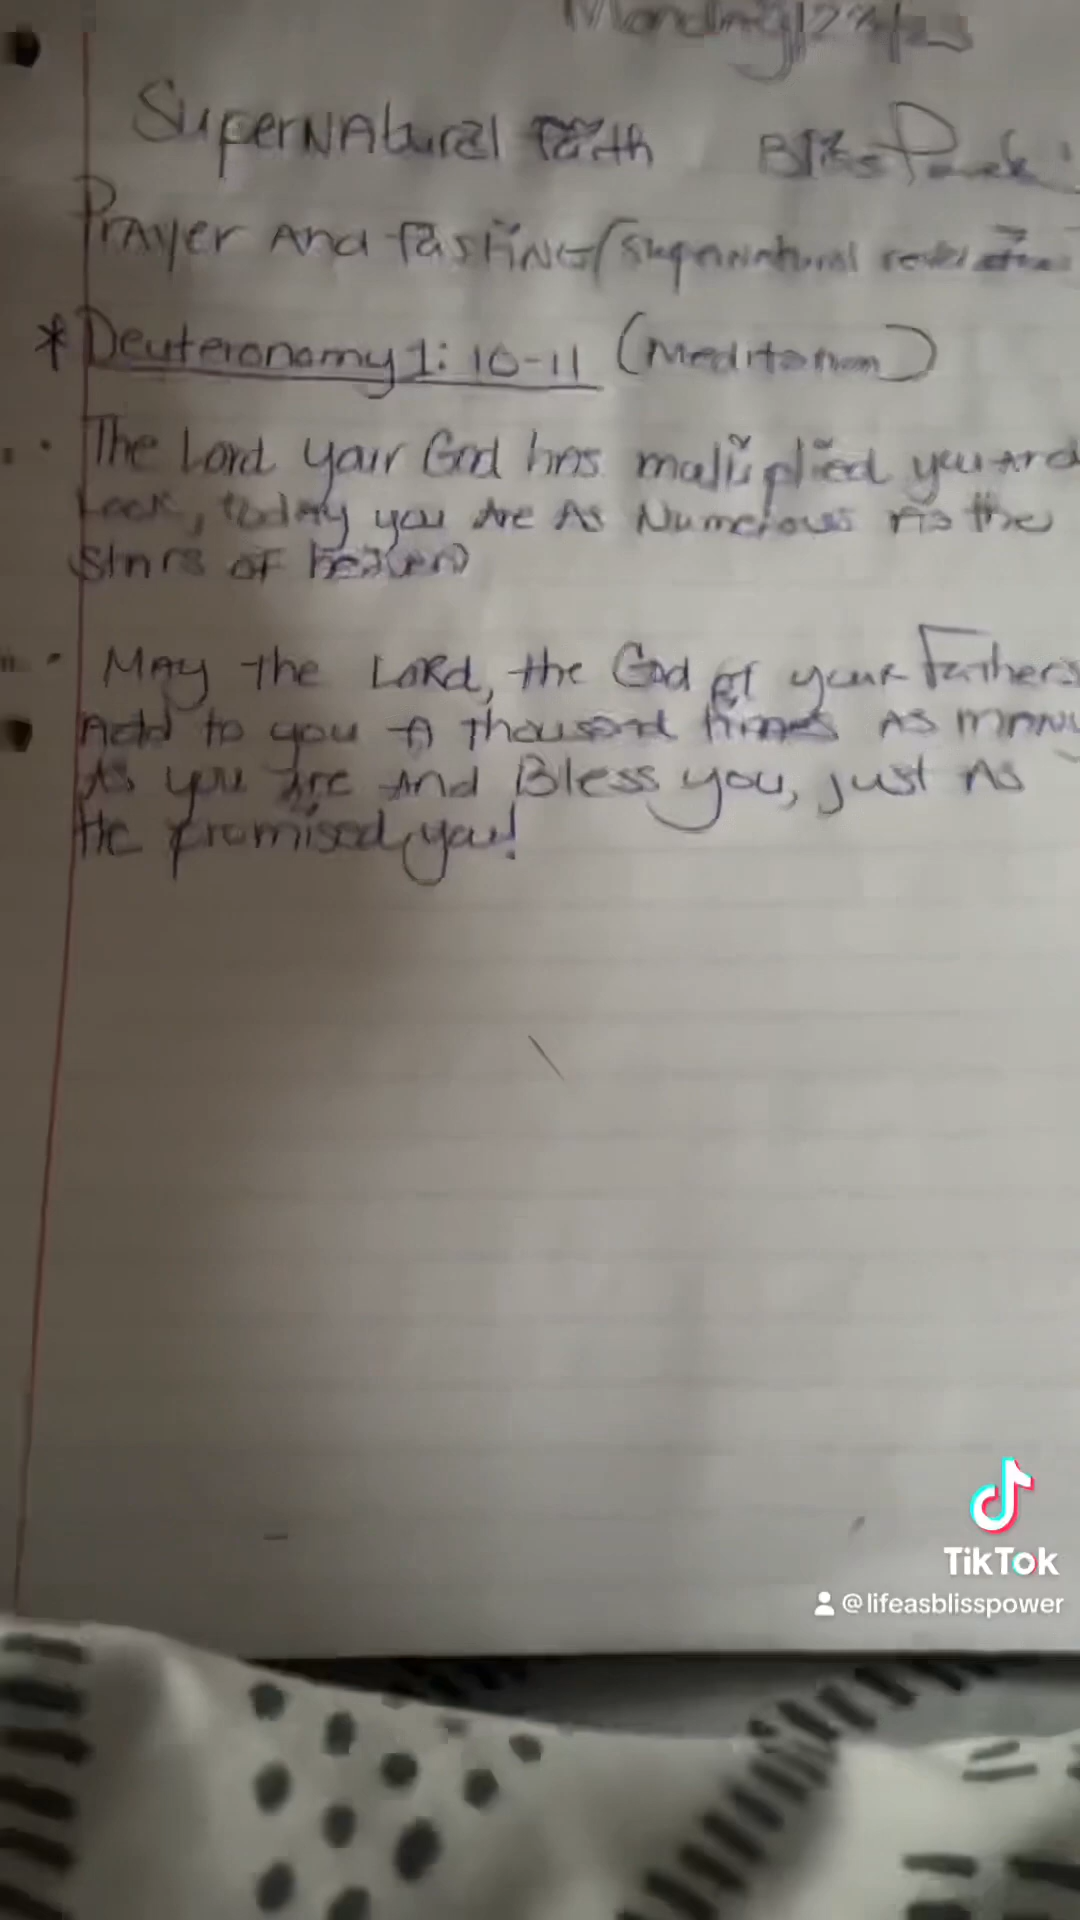 Monday
SuperNatural Faith Bliss
Prayer And Fasting/Supernatural
* Deuteronomy 1: 10-11 (Meditation)
• The Lord your God has multiplied you And
Look, today you Are As Numerous As the
Stars of heaven
• May the LoRd, the God of your Fathers
Add to you A Thousand times As many
As you are And Bless you, just As
He promised you!
TikTok
@lifeasblisspower